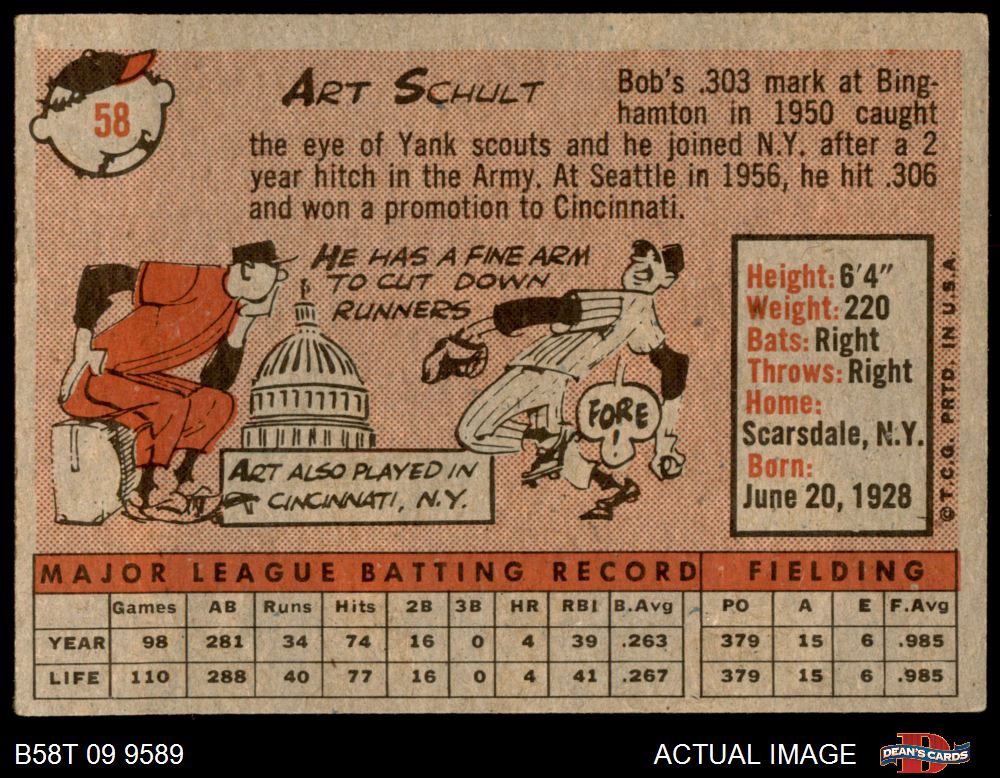 58
ART SCHULT
Bob's .303 mark at Bing-
hamton in 1950 caught
the eye of Yank scouts and he joined N.Y. after a 2
year hitch in the Army. At Seattle in 1956, he hit .306
and won a promotion to Cincinnati.
HE HAS A FINE ARM
TO CUT DOWN
RUNNERS
FORE
!
ART ALSO PLAYED IN
CINCINNATI, N.Y.
Height: 6'4"
Weight: 220
Bats: Right
Throws: Right
Home:
Scarsdale, N.Y.
Born:
June 20, 1928
© T.C.G. PRTD. IN U.S.A.
MAJOR LEAGUE BATTING RECORD FIELDING
Games AB Runs Hits 2B 3B HR RBI B.Avg PO A E F.Avg
YEAR 98 281 34 74 16 0 4 39 .263 379 15 6 .985
LIFE 110 288 40 77 16 0 4 41 .267 379 15 6 .985
B58T 09 9589 ACTUAL IMAGE DEAN'S CARDS